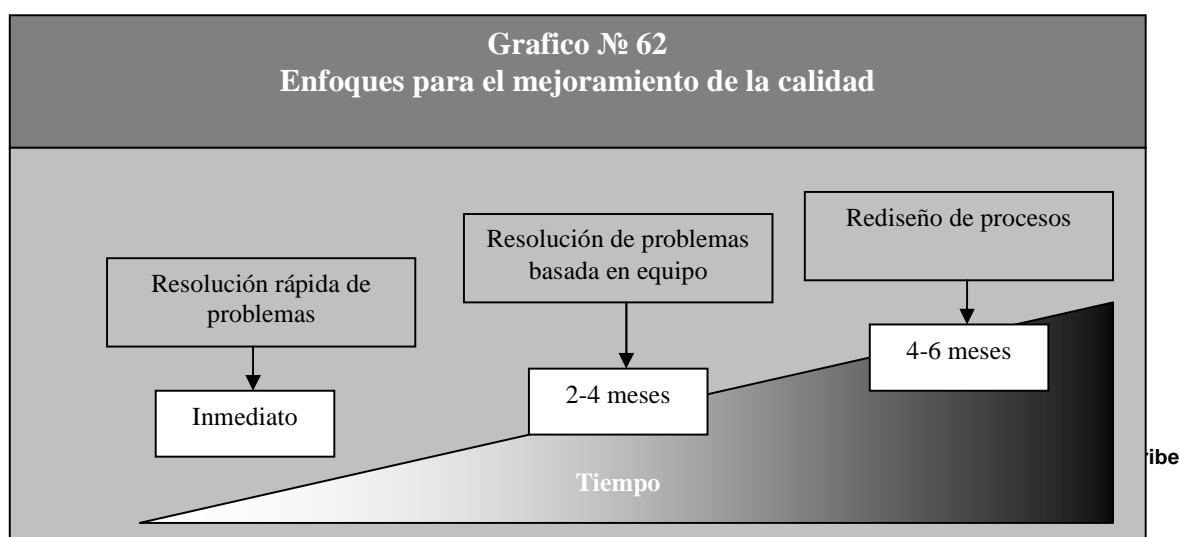 Grafico № 62
Enfoques para el mejoramiento de la calidad
Resolución rápida de
problemas
Inmediato
Resolución de problemas
basada en equipo
2-4 meses
Rediseño de procesos
4-6 meses
Tiempo
ribe